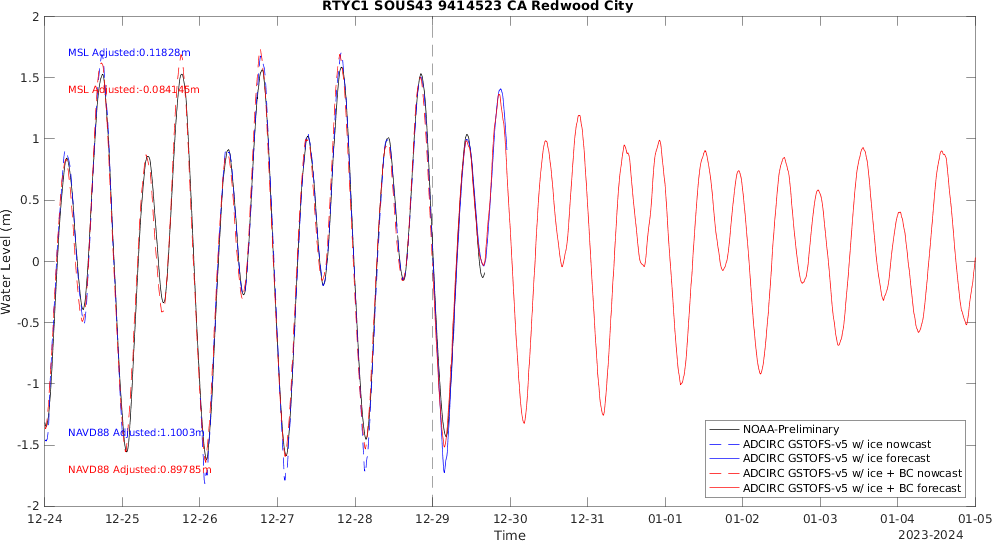 RTYC1 SOUS43 9414523 CA Redwood City
MSL Adjusted:0.11828m
MSL Adjusted:-0.084145m
NAVD88 Adjusted:1.1003m
NAVD88 Adjusted:0.89785m
Water Level (m)
2
1.5
1
0.5
0
-0.5
-1
-1.5
-2
NOAA-Preliminary
ADCIRC GSTOFS-v5 w/ ice nowcast
ADCIRC GSTOFS-v5 w/ ice forecast
ADCIRC GSTOFS-v5 w/ ice + BC nowcast
ADCIRC GSTOFS-v5 w/ ice + BC forecast
12-24 12-25 12-26 12-27 12-28 12-29 12-30 12-31 01-01 01-02 01-03 01-04 01-05
Time
2023-2024